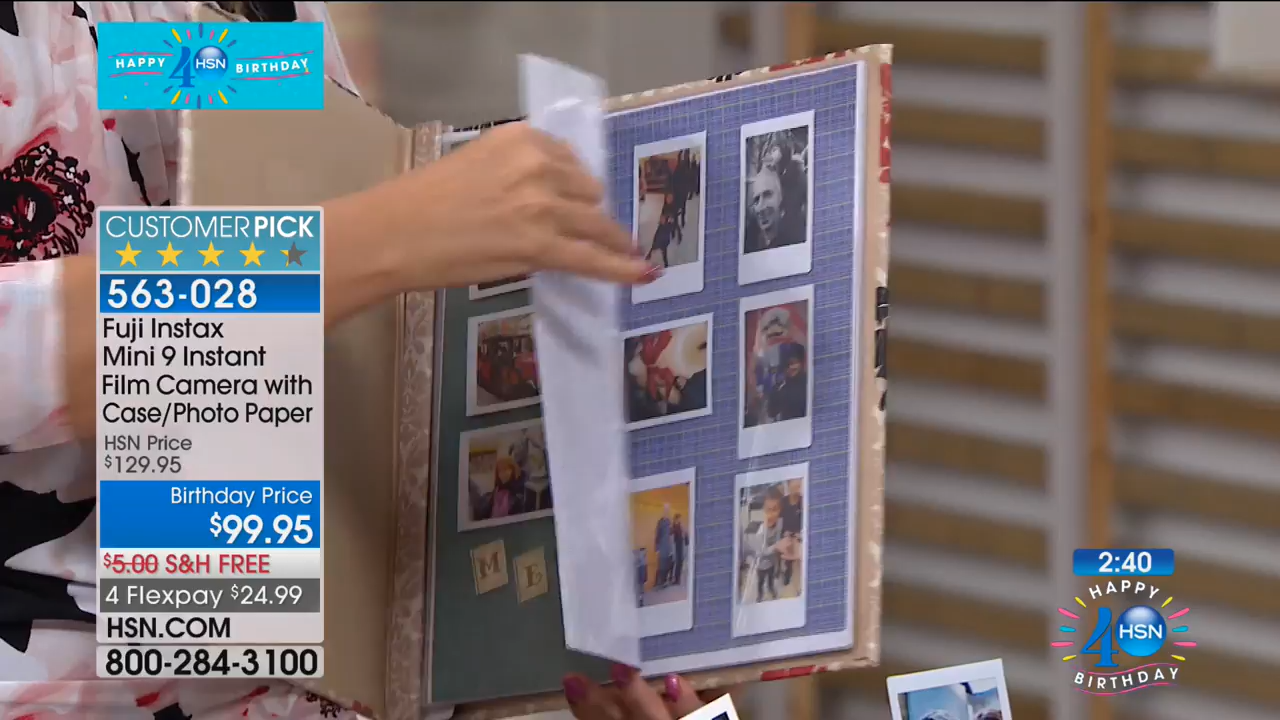 HAPPY 40 HSN BIRTHDAY
CUSTOMER PICK
563-028
Fuji Instax
Mini 9 Instant
Film Camera with
Case/Photo Paper
HSN Price
$129.95
Birthday Price
$99.95
$5.00 S&H FREE
4 Flexpay $24.99
HSN.COM
800-284-3100
M E
2:40
HAPPY
40 HSN
BIRTHDAY